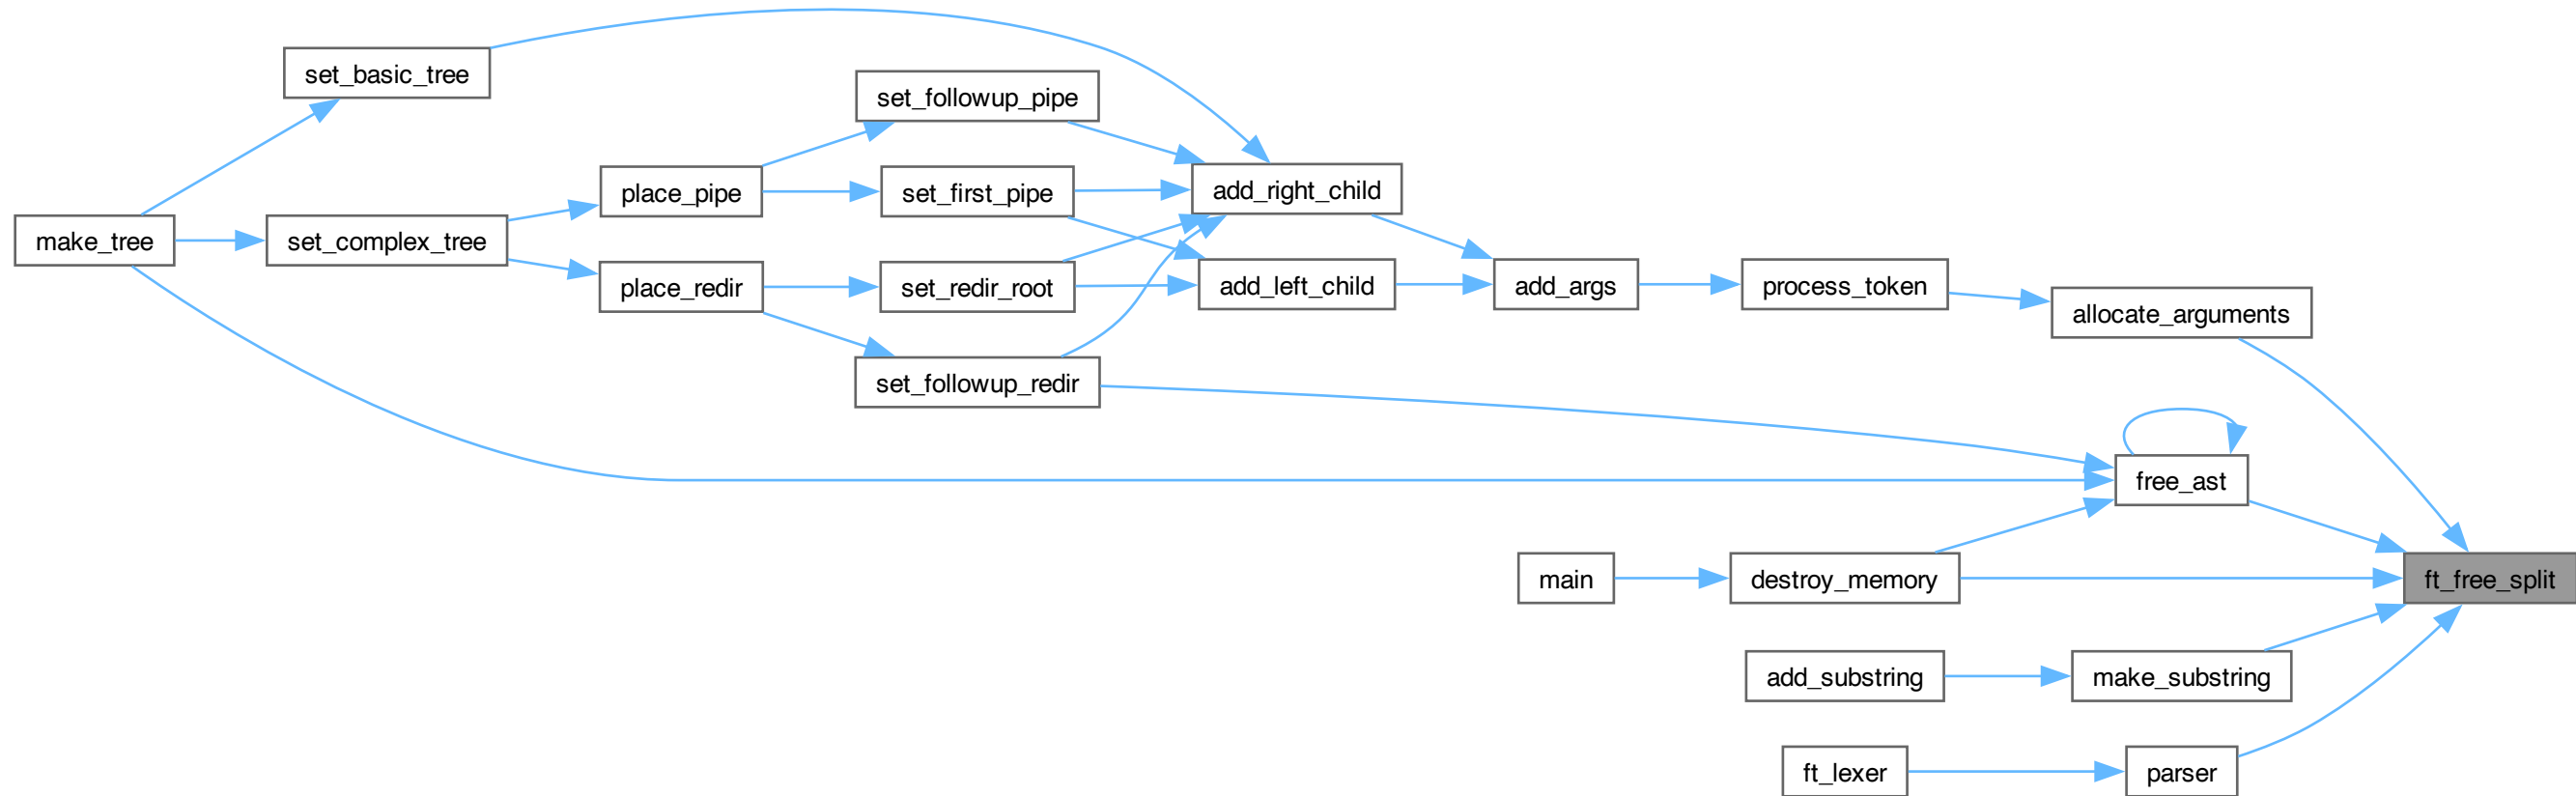 set_basic_tree
set_followup_pipe
place_pipe
set_first_pipe
add_right_child
make_tree
set_complex_tree
place_redir
set_redir_root
add_left_child
add_args
process_token
allocate_arguments
set_followup_redir
free_ast
main
destroy_memory
ft_free_split
add_substring
make_substring
ft_lexer
parser